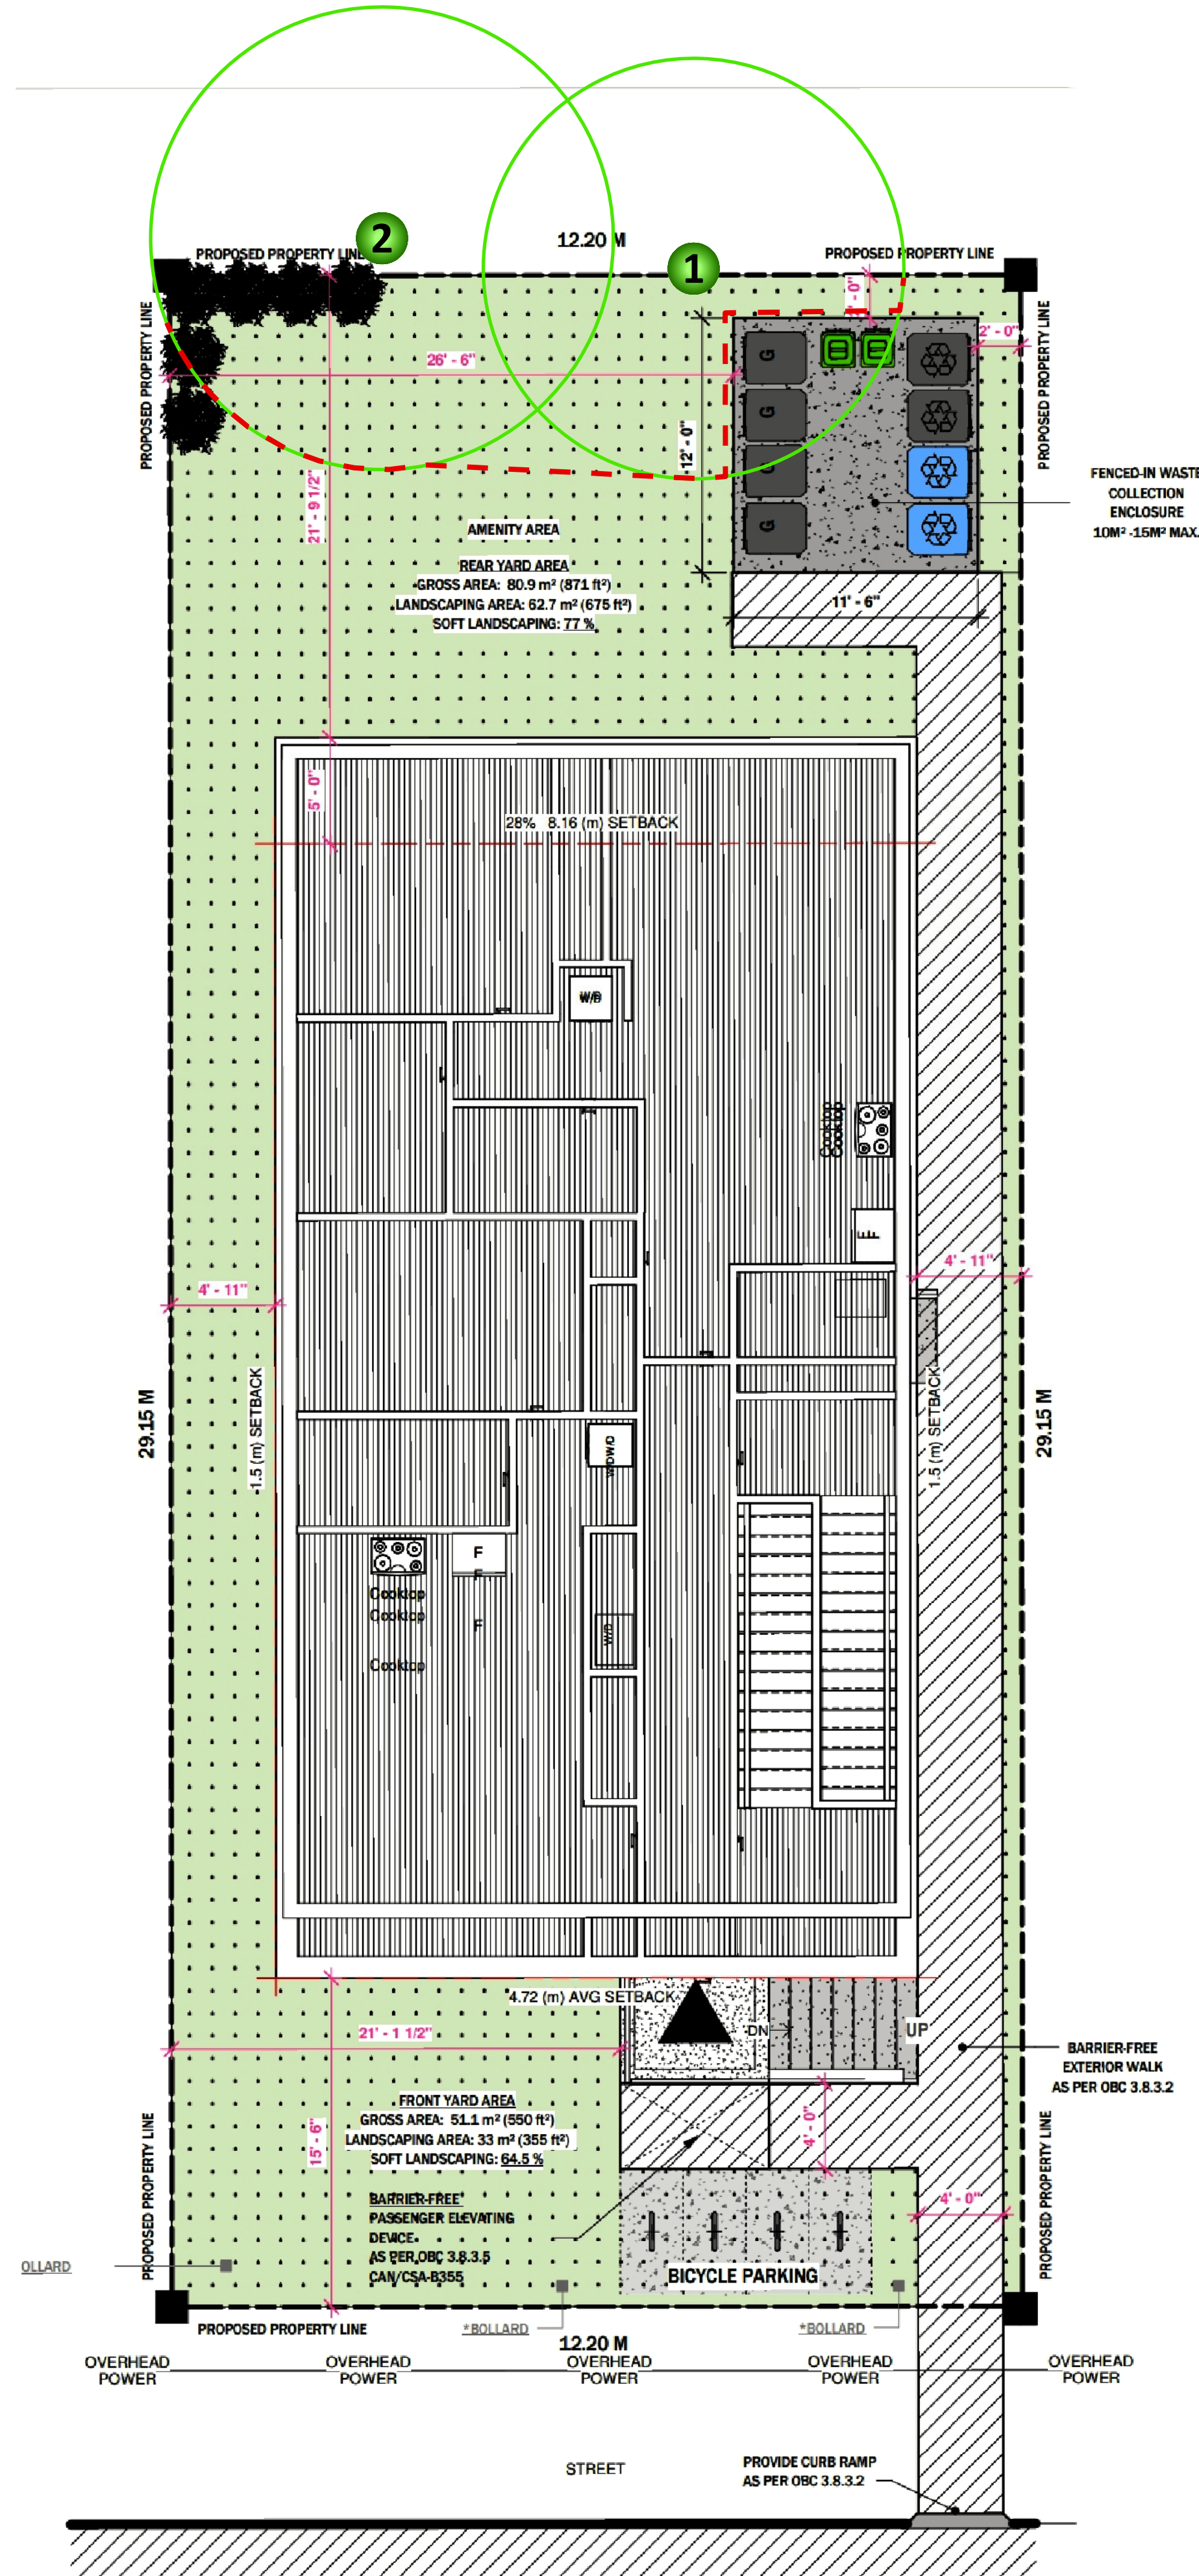 2
12.20 M
PROPOSED PROPERTY LINE
PROPOSED PROPERTY LINE
1
PROPOSED PROPERTY LINE
PROPOSED PROPERTY LINE
2' - 0"
26' - 6"
G
G
G
G
12' - 0"
21' - 9 1/2"
FENCED-IN WASTE
COLLECTION
ENCLOSURE
10M² -15M² MAX.
AMENITY AREA
REAR YARD AREA
GROSS AREA: 80.9 m² (871 ft²)
LANDSCAPING AREA: 62.7 m² (675 ft²)
SOFT LANDSCAPING: 77 %
11' - 6"
5' - 0"
28% 8.16 (m) SETBACK
W/D
Cooktop
Cooktop
F
4' - 11"
4' - 11"
1.5 (m) SETBACK
1.5 (m) SETBACK
29.15 M
29.15 M
W/D
F
F
F
Cooktop
Cooktop
Cooktop
W/D
4.72 (m) AVG SETBACK
DN
UP
21' - 1 1/2"
BARRIER-FREE
EXTERIOR WALK
AS PER OBC 3.8.3.2
FRONT YARD AREA
GROSS AREA: 51.1 m² (550 ft²)
LANDSCAPING AREA: 33 m² (355 ft²)
SOFT LANDSCAPING: 64.5 %
15' - 6"
4' - 0"
4' - 0"
BARRIER-FREE
PASSENGER ELEVATING
DEVICE
AS PER OBC 3.8.3.5
CAN/CSA-B355
PROPOSED PROPERTY LINE
PROPOSED PROPERTY LINE
OLLARD
BICYCLE PARKING
PROPOSED PROPERTY LINE
*BOLLARD
*BOLLARD
12.20 M
OVERHEAD
POWER
OVERHEAD
POWER
OVERHEAD
POWER
OVERHEAD
POWER
OVERHEAD
POWER
STREET
PROVIDE CURB RAMP
AS PER OBC 3.8.3.2